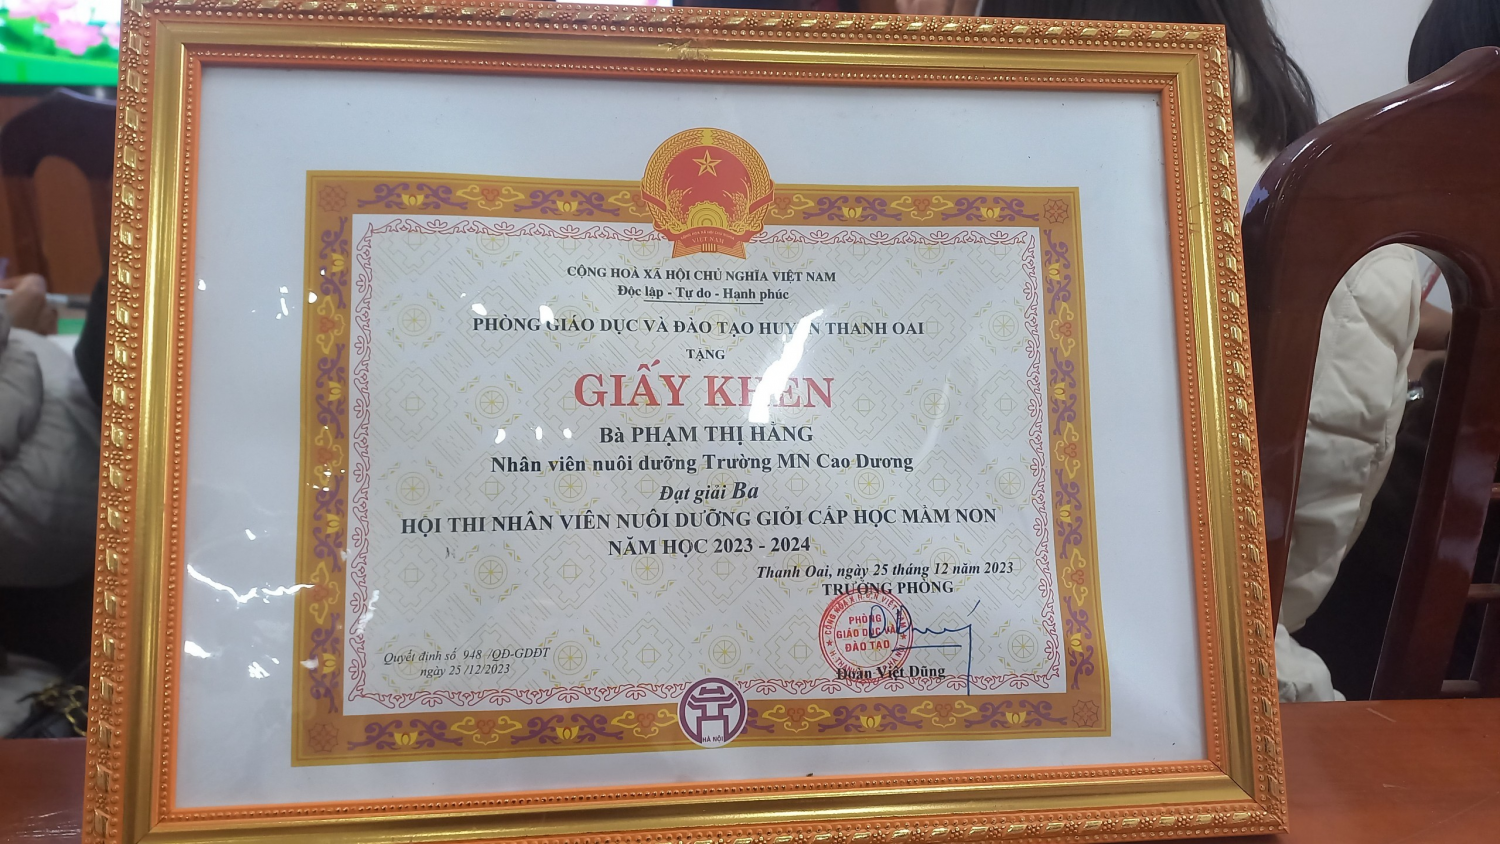 VIỆT NAM
CỘNG HOÀ XÃ HỘI CHỦ NGHĨA VIỆT NAM
Độc lập - Tự do - Hạnh phúc
PHÒNG GIÁO DỤC VÀ ĐÀO TẠO HUYỆN THANH OAI
TẶNG
GIẤY KHEN
Bà PHẠM THỊ HẰNG
Nhân viên nuôi dưỡng Trường MN Cao Dương
Đạt giải Ba
HỘI THI NHÂN VIÊN NUÔI DƯỠNG GIỎI CẤP HỌC MẦM NON
NĂM HỌC 2023 - 2024
Thanh Oai, ngày 25 tháng 12 năm 2023
TRƯỞNG PHÒNG
PHÒNG
GIÁO DỤC VÀ
ĐÀO TẠO
Đoàn Việt Dũng
Quyết định số 948 /QĐ-GDĐT
ngày 25 /12/2023
HÀ NỘI